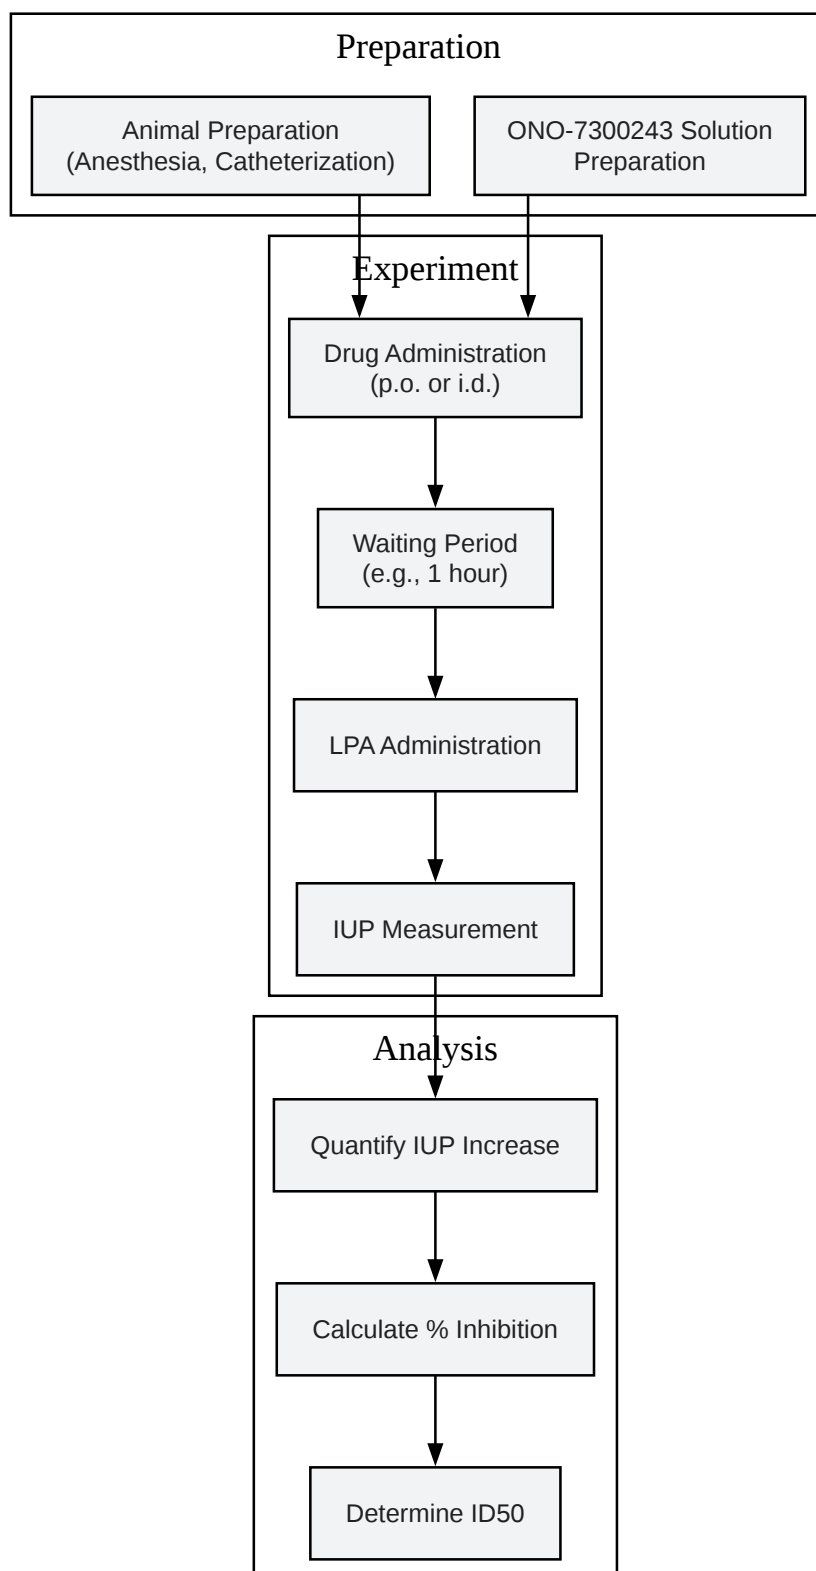 Preparation
Animal Preparation
(Anesthesia, Catheterization)
ONO-7300243 Solution
Preparation
Experiment
Drug Administration
(p.o. or i.d.)
Waiting Period
(e.g., 1 hour)
LPA Administration
IUP Measurement
Analysis
Quantify IUP Increase
Calculate % Inhibition
Determine ID50